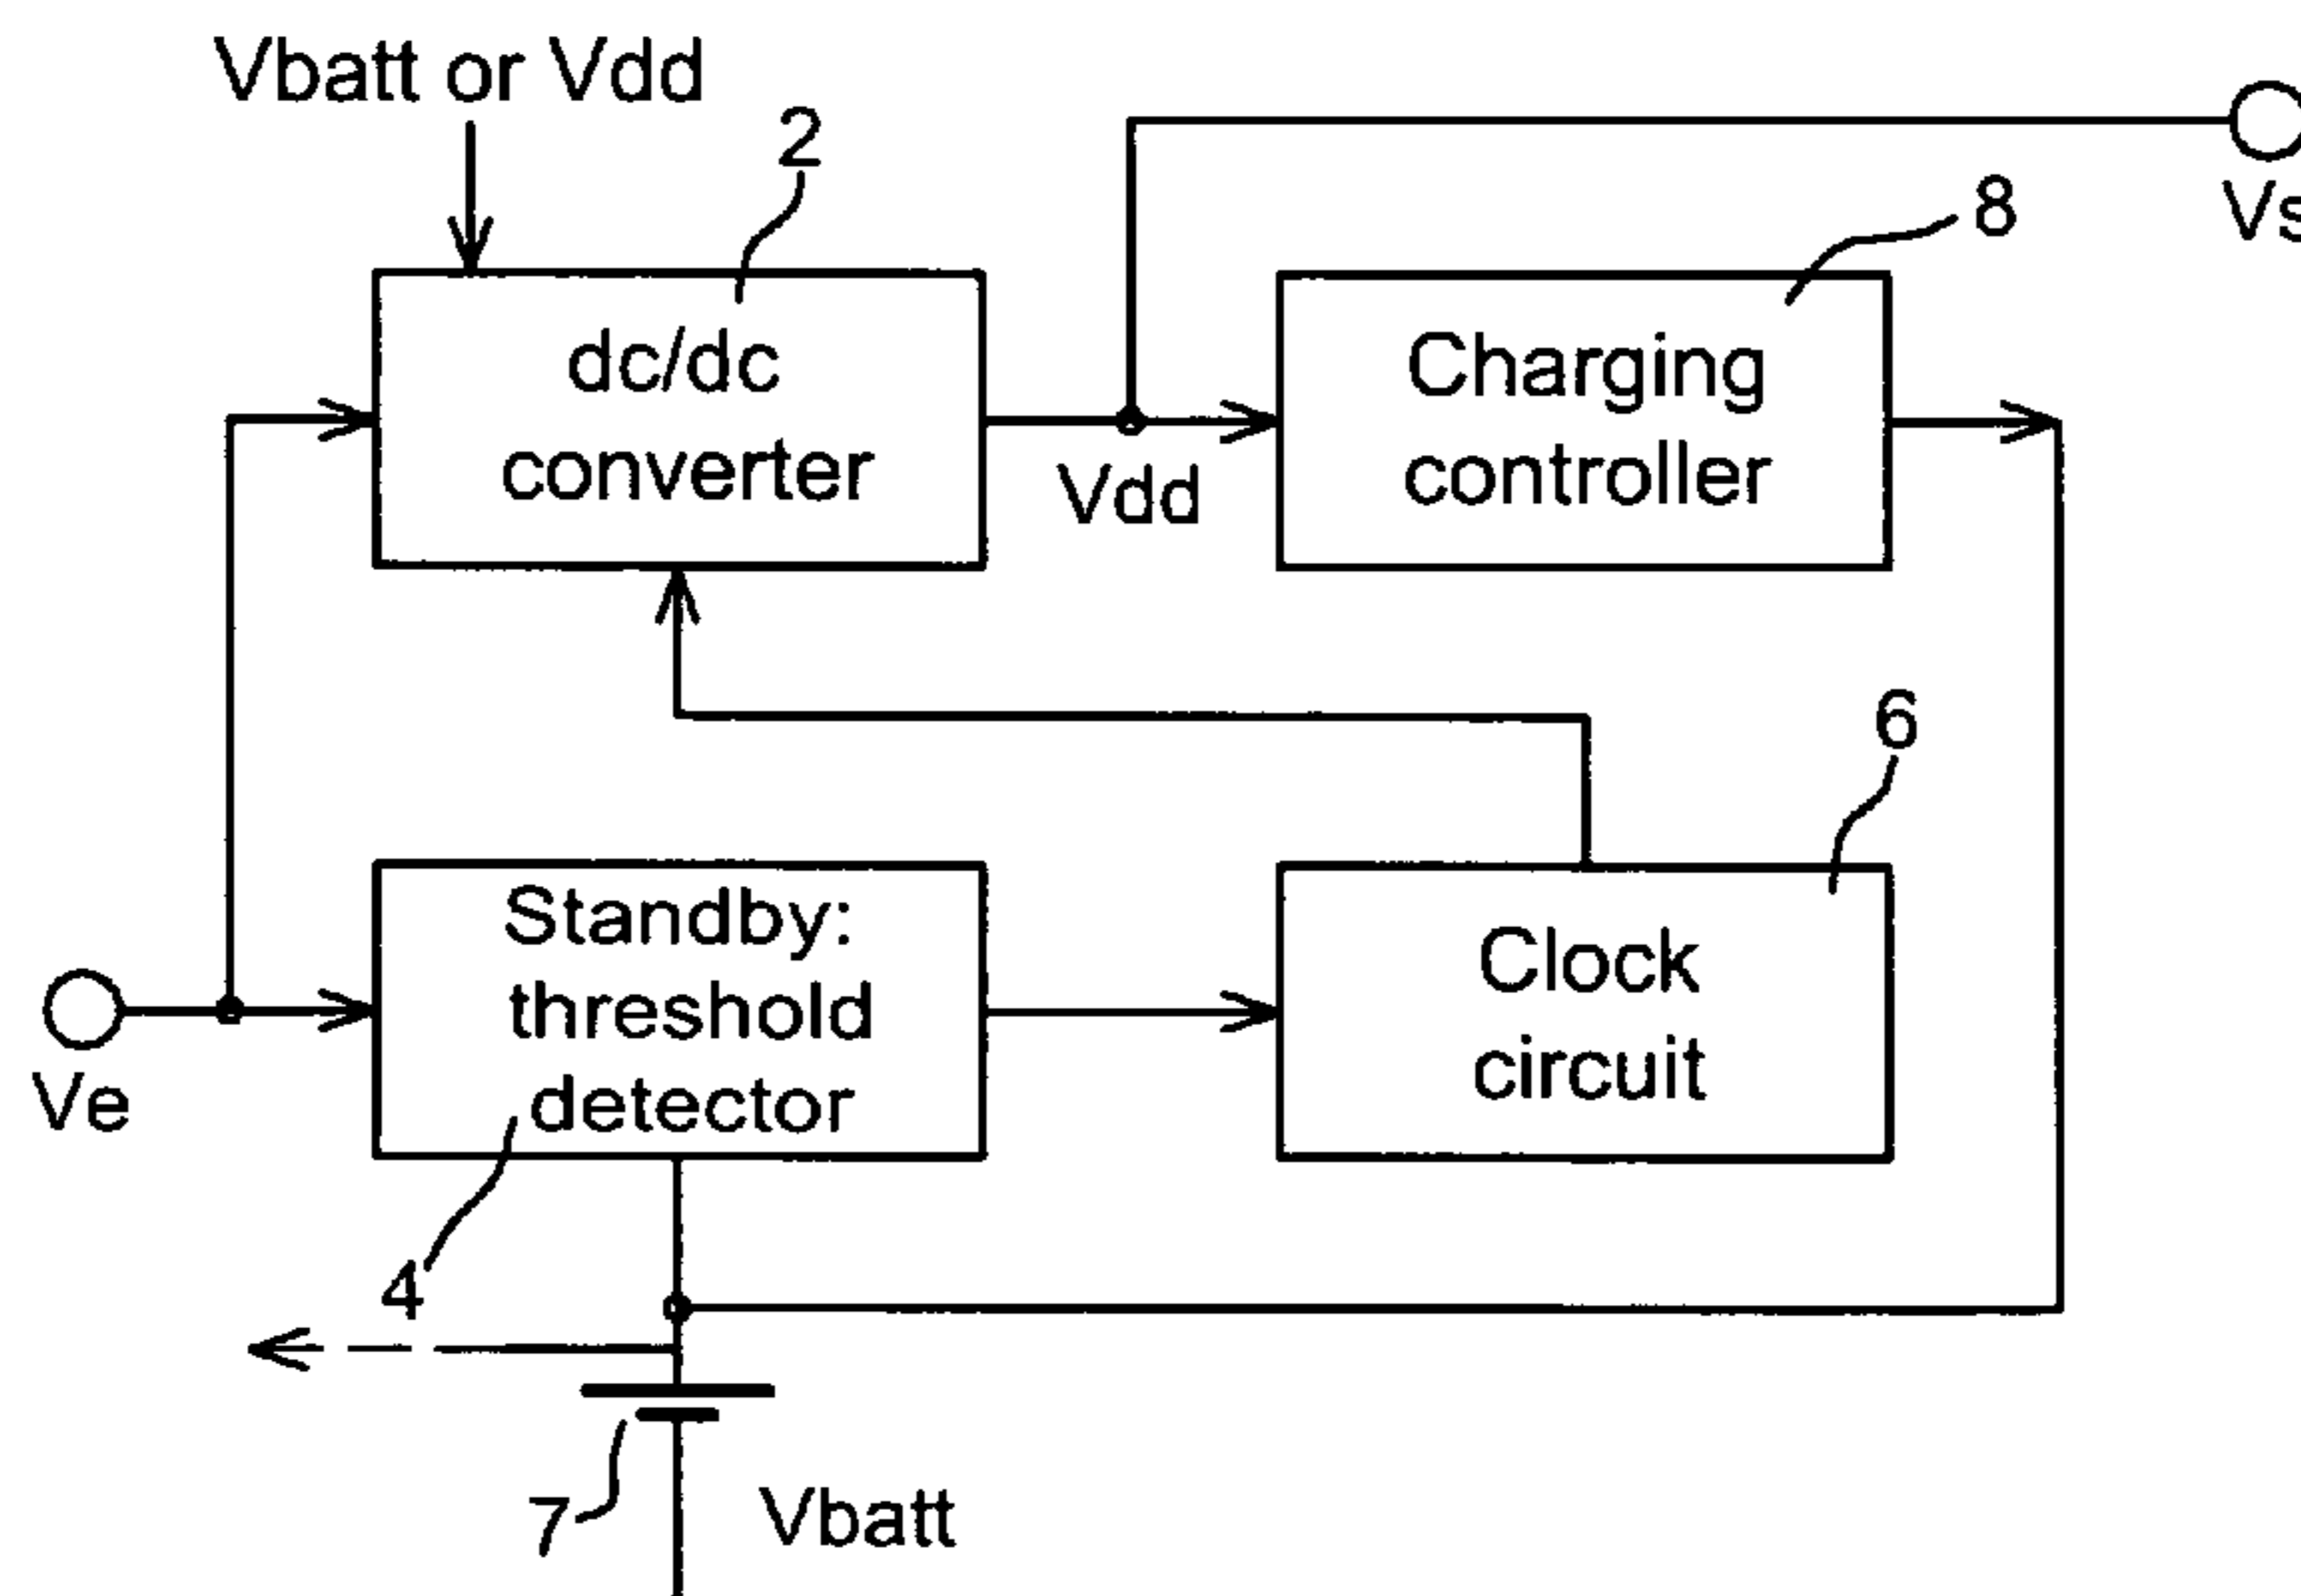 Vbatt or Vdd
2
8
Vs
dc/dc
converter
Charging
controller
Vdd
6
Standby:
threshold
detector
Clock
circuit
Ve
4
7
Vbatt